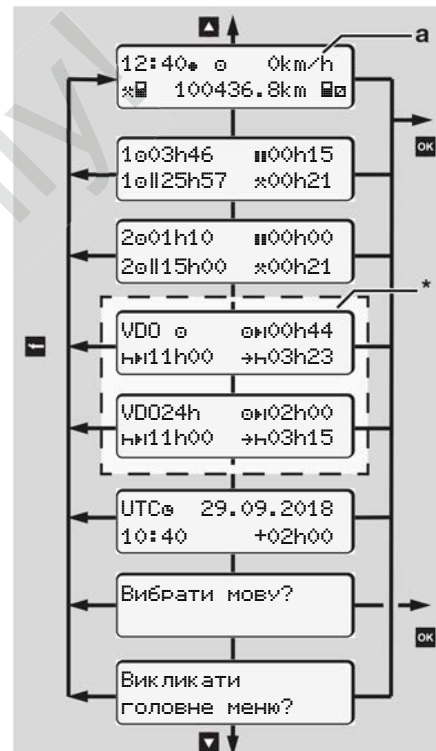 a
12:40 0km/h
100436.8km
OK
1 03h46 00h15
1 25h57 00h21
2 01h10 00h00
2 15h00 00h21
*
VDO 00h44
11h00 03h23
VDO24h 02h00
11h00 03h15
UTC 29.09.2018
10:40 +02h00
Вибрати мову?
OK
Викликати
головне меню?